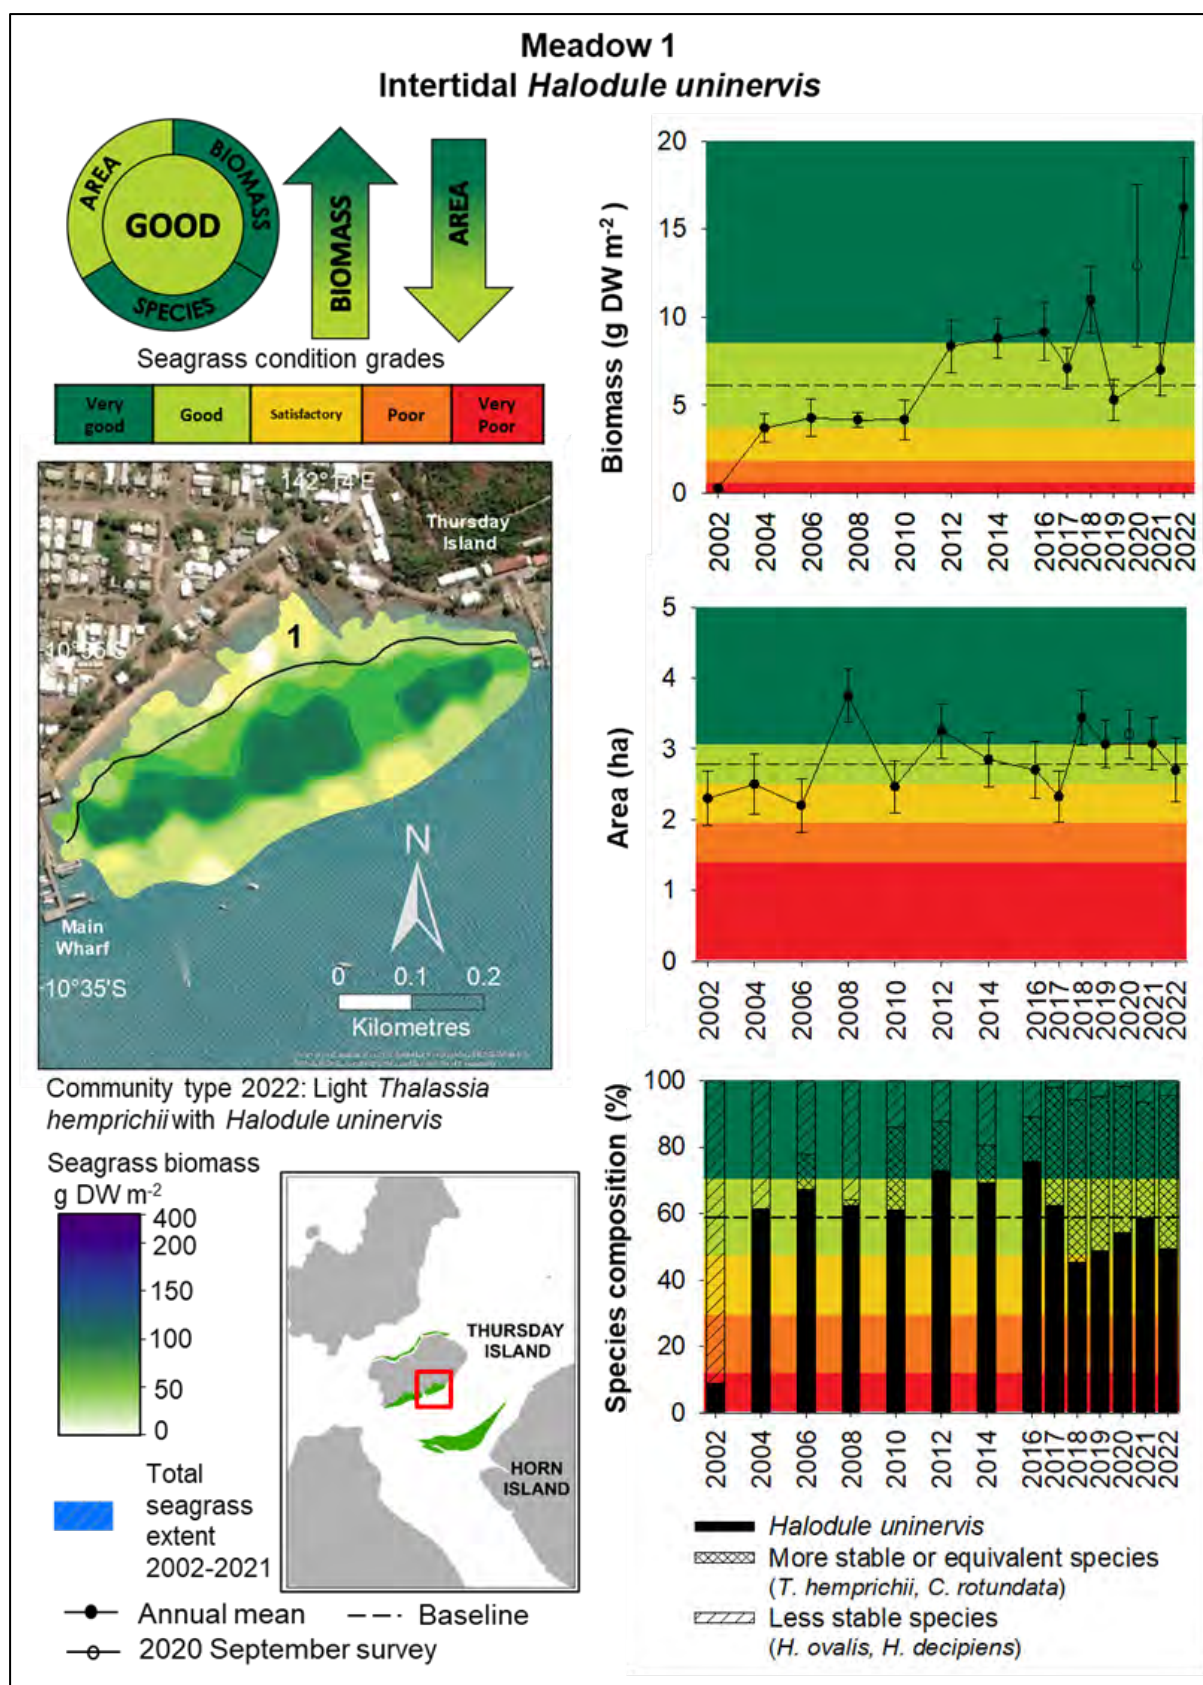 Meadow 1
Intertidal Halodule uninervis
AREA
BIOMASS
GOOD
SPECIES
BIOMASS
AREA
Seagrass condition grades
Very good
Good
Satisfactory
Poor
Very Poor
142°14'E
Thursday
Island
1
Main
Wharf
10°35'S
N
0 0.1 0.2
Kilometres
Community type 2022: Light Thalassia
hemprichii with Halodule uninervis
Seagrass biomass
g DW m-2
400
200
150
100
50
0
Total
seagrass
extent
2002-2021
THURSDAY
ISLAND
HORN
ISLAND
Annual mean
Baseline
2020 September survey
Biomass (g DW m-2 )
20
15
10
5
0
2002 2004 2006 2008 2010 2012 2014 2016 2017 2018 2019 2020 2021 2022
Area (ha)
5
4
3
2
1
0
2002 2004 2006 2008 2010 2012 2014 2016 2017 2018 2019 2020 2021 2022
Species composition (%)
100
80
60
40
20
0
2002 2004 2006 2008 2010 2012 2014 2016 2017 2018 2019 2020 2021 2022
Halodule uninervis
More stable or equivalent species
(T. hemprichii, C. rotundata)
Less stable species
(H. ovalis, H. decipiens)